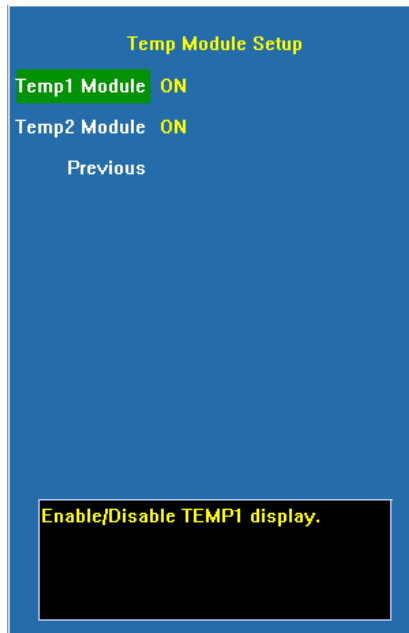 Temp Module Setup
Temp1 Module ON
Temp2 Module ON
Previous
Enable/Disable TEMP1 display.